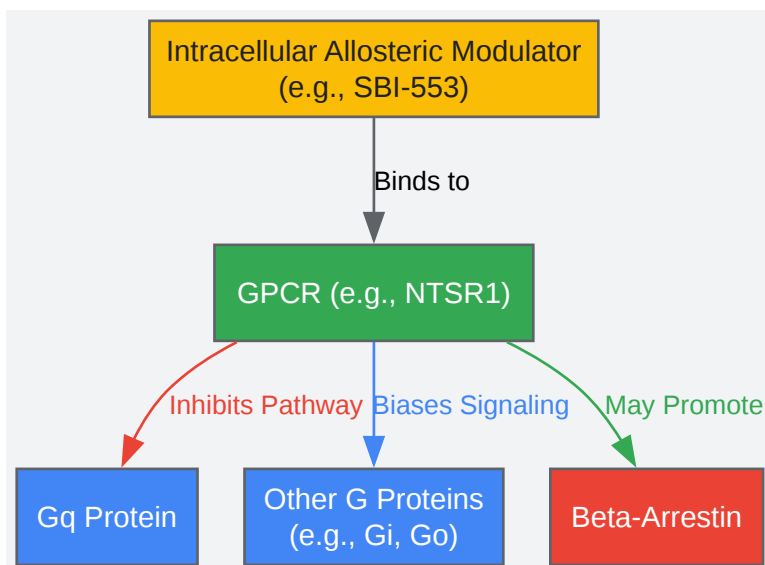 Intracellular Allosteric Modulator
(e.g., SBI-553)
Binds to
GPCR (e.g., NTSR1)
Inhibits Pathway
Biases Signaling
May Promote
Gq Protein
Other G Proteins
(e.g., Gi, Go)
Beta-Arrestin